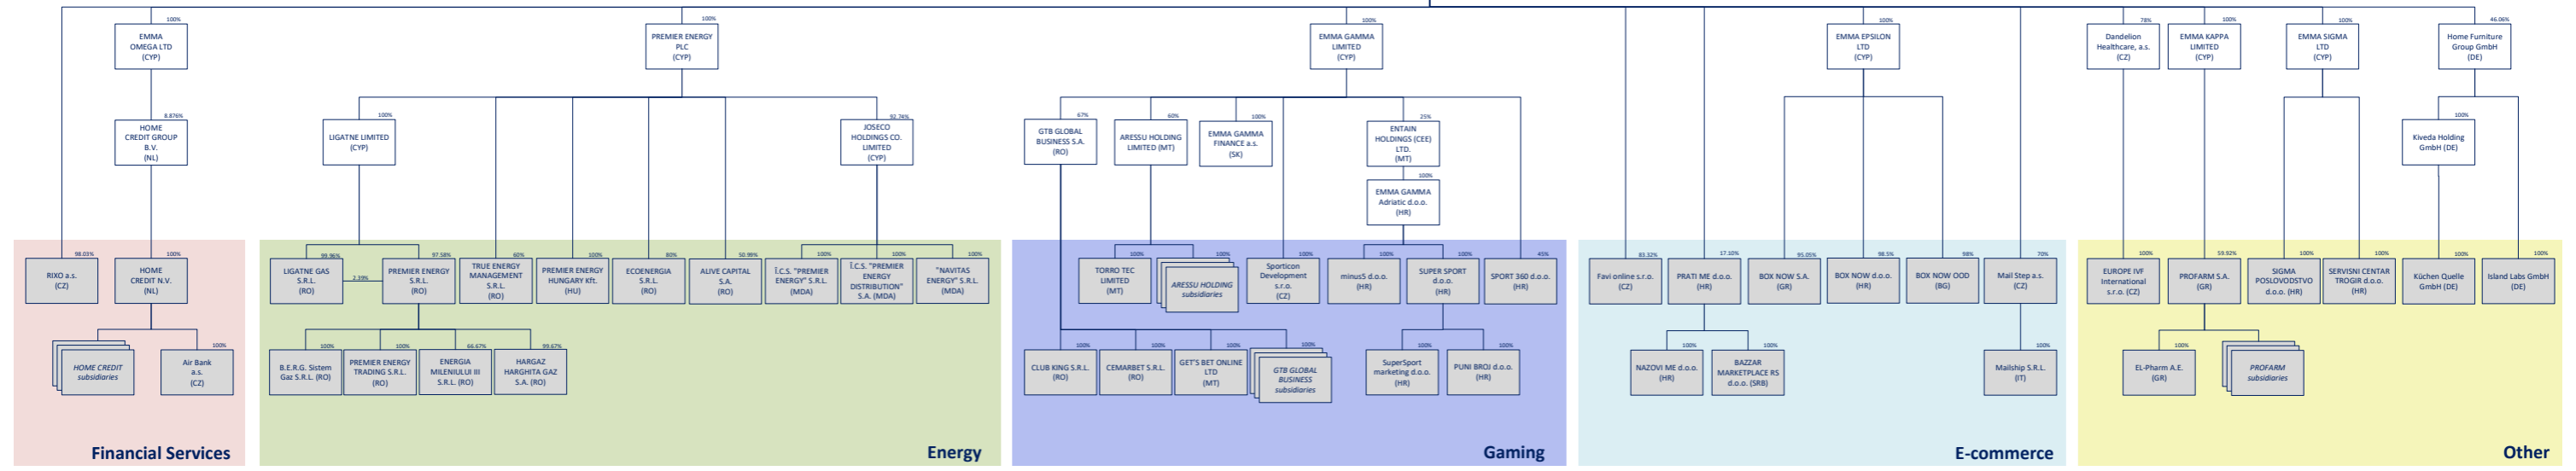 100%
EMMA
OMEGA LTD
(CYP)
100%
PREMIER ENERGY
PLC
(CYP)
100%
EMMA GAMMA
LIMITED
(CYP)
100%
EMMA EPSILON
LTD
(CYP)
78%
Dandelion
Healthcare, a.s.
(CZ)
100%
EMMA KAPPA
LIMITED
(CYP)
100%
EMMA SIGMA
LTD
(CYP)
46.06%
Home Furniture
Group GmbH
(DE)
8.876%
HOME
CREDIT GROUP
B.V.
(NL)
100%
LIGATNE LIMITED
(CYP)
92.74%
JOSECO
HOLDINGS CO.
LIMITED
(CYP)
67%
GTB GLOBAL
BUSINESS S.A.
(RO)
60%
ARESSU HOLDING
LIMITED (MT)
100%
EMMA GAMMA
FINANCE a.s.
(SK)
25%
ENTAIN
HOLDINGS (CEE)
LTD.
(MT)
100%
EMMA GAMMA
Adriatic d.o.o.
(HR)
100%
Kiveda Holding
GmbH (DE)
98.03%
RIXO a.s.
(CZ)
100%
HOME
CREDIT N.V.
(NL)
99.96%
LIGATNE GAS
S.R.L.
(RO)
2.39%
97.58%
PREMIER ENERGY
S.R.L.
(RO)
60%
TRUE ENERGY
MANAGEMENT
S.R.L.
(RO)
100%
PREMIER ENERGY
HUNGARY Kft.
(HU)
80%
ECOENERGIA
S.R.L.
(RO)
50.99%
ALIVE CAPITAL
S.A.
(RO)
100%
Î.C.S. "PREMIER
ENERGY" S.R.L.
(MDA)
100%
Î.C.S. "PREMIER
ENERGY
DISTRIBUTION"
S.A. (MDA)
100%
"NAVITAS
ENERGY" S.R.L.
(MDA)
100%
TORRO TEC
LIMITED
(MT)
100%
ARESSU HOLDING
subsidiaries
100%
Sporticon
Development
s.r.o.
(CZ)
100%
minus5 d.o.o.
(HR)
100%
SUPER SPORT
d.o.o.
(HR)
45%
SPORT 360 d.o.o.
(HR)
83.32%
Favi online s.r.o.
(CZ)
17.10%
PRATI ME d.o.o.
(HR)
95.05%
BOX NOW S.A.
(GR)
98.5%
BOX NOW d.o.o.
(HR)
98%
BOX NOW OOD
(BG)
70%
Mail Step a.s.
(CZ)
100%
EUROPE IVF
International
s.r.o. (CZ)
59.92%
PROFARM S.A.
(GR)
100%
SIGMA
POSLOVODSTVO
d.o.o. (HR)
100%
SERVISNI CENTAR
TROGIR d.o.o.
(HR)
100%
Küchen Quelle
GmbH (DE)
100%
Island Labs GmbH
(DE)
HOME CREDIT
subsidiaries
100%
Air Bank
a.s.
(CZ)
100%
B.E.R.G. Sistem
Gaz S.R.L. (RO)
100%
PREMIER ENERGY
TRADING S.R.L.
(RO)
66.67%
ENERGIA
MILENIULUI III
S.R.L. (RO)
99.67%
HARGAZ
HARGHITA GAZ
S.A. (RO)
100%
CLUB KING S.R.L.
(RO)
100%
CEMARBET S.R.L.
(RO)
100%
GET'S BET ONLINE
LTD
(MT)
100%
GTB GLOBAL
BUSINESS
subsidiaries
100%
SuperSport
marketing d.o.o.
(HR)
100%
PUNI BROJ d.o.o.
(HR)
100%
NAZOVI ME d.o.o.
(HR)
100%
BAZZAR
MARKETPLACE RS
d.o.o. (SRB)
100%
Mailship S.R.L.
(IT)
100%
EL-Pharm A.E.
(GR)
PROFARM
subsidiaries
Financial Services
Energy
Gaming
E-commerce
Other